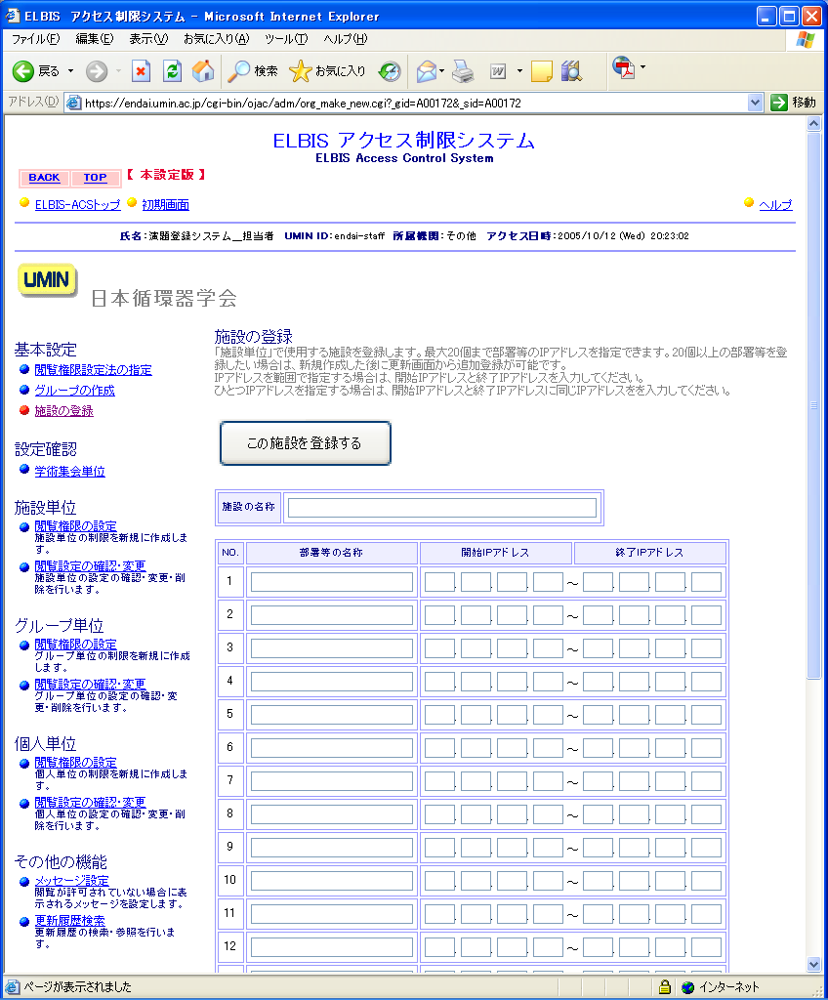 ELBIS アクセス制限システム - Microsoft Internet Explorer
ファイル(F) 編集(E) 表示(V) お気に入り(A) ツール(T) ヘルプ(H)
戻る 検索 お気に入り
アドレス(D) https://endai.umin.ac.jp/cgi-bin/ojac/adm/org_make_new.cgi?_gid=A00172&_sid=A00172 移動
ELBIS アクセス制限システム
ELBIS Access Control System
BACK TOP 【 本設定版 】
ELBIS-ACSトップ 初期画面 ヘルプ
氏名:演題登録システム__担当者 UMIN ID:endai-staff 所属機関:その他 アクセス日時:2005/10/12 (Wed) 20:23:02
UMIN
日本循環器学会
基本設定
閲覧権限設定法の指定
グループの作成
施設の登録
設定確認
学術集会単位
施設単位
閲覧権限の設定
施設単位の制限を新規に作成しま
す。
閲覧設定の確認・変更
施設単位の設定の確認・変更・削
除を行います。
グループ単位
閲覧権限の設定
グループ単位の制限を新規に作成
します。
閲覧設定の確認・変更
グループ単位の設定の確認・変
更・削除を行います。
個人単位
閲覧権限の設定
個人単位の制限を新規に作成しま
す。
閲覧設定の確認・変更
個人単位の設定の確認・変更・削
除を行います。
その他の機能
メッセージ設定
閲覧が許可されていない場合に表
示されるメッセージを設定します。
更新履歴検索
更新履歴の検索・参照を行いま
す。
施設の登録
「施設単位」で使用する施設を登録します。最大20個まで部署等のIPアドレスを指定できます。20個以上の部署等を登
録したい場合は、新規作成した後に更新画面から追加登録が可能です。
IPアドレスを範囲で指定する場合は、開始IPアドレスと終了IPアドレスを入力してください。
ひとつIPアドレスを指定する場合は、開始IPアドレスと終了IPアドレスに同じIPアドレスをを入力してください。
この施設を登録する
施設の名称
NO. 部署等の名称 開始IPアドレス 終了IPアドレス
1 . . . ～ . . .
2 . . . ～ . . .
3 . . . ～ . . .
4 . . . ～ . . .
5 . . . ～ . . .
6 . . . ～ . . .
7 . . . ～ . . .
8 . . . ～ . . .
9 . . . ～ . . .
10 . . . ～ . . .
11 . . . ～ . . .
12 . . . ～ . . .
ページが表示されました インターネット